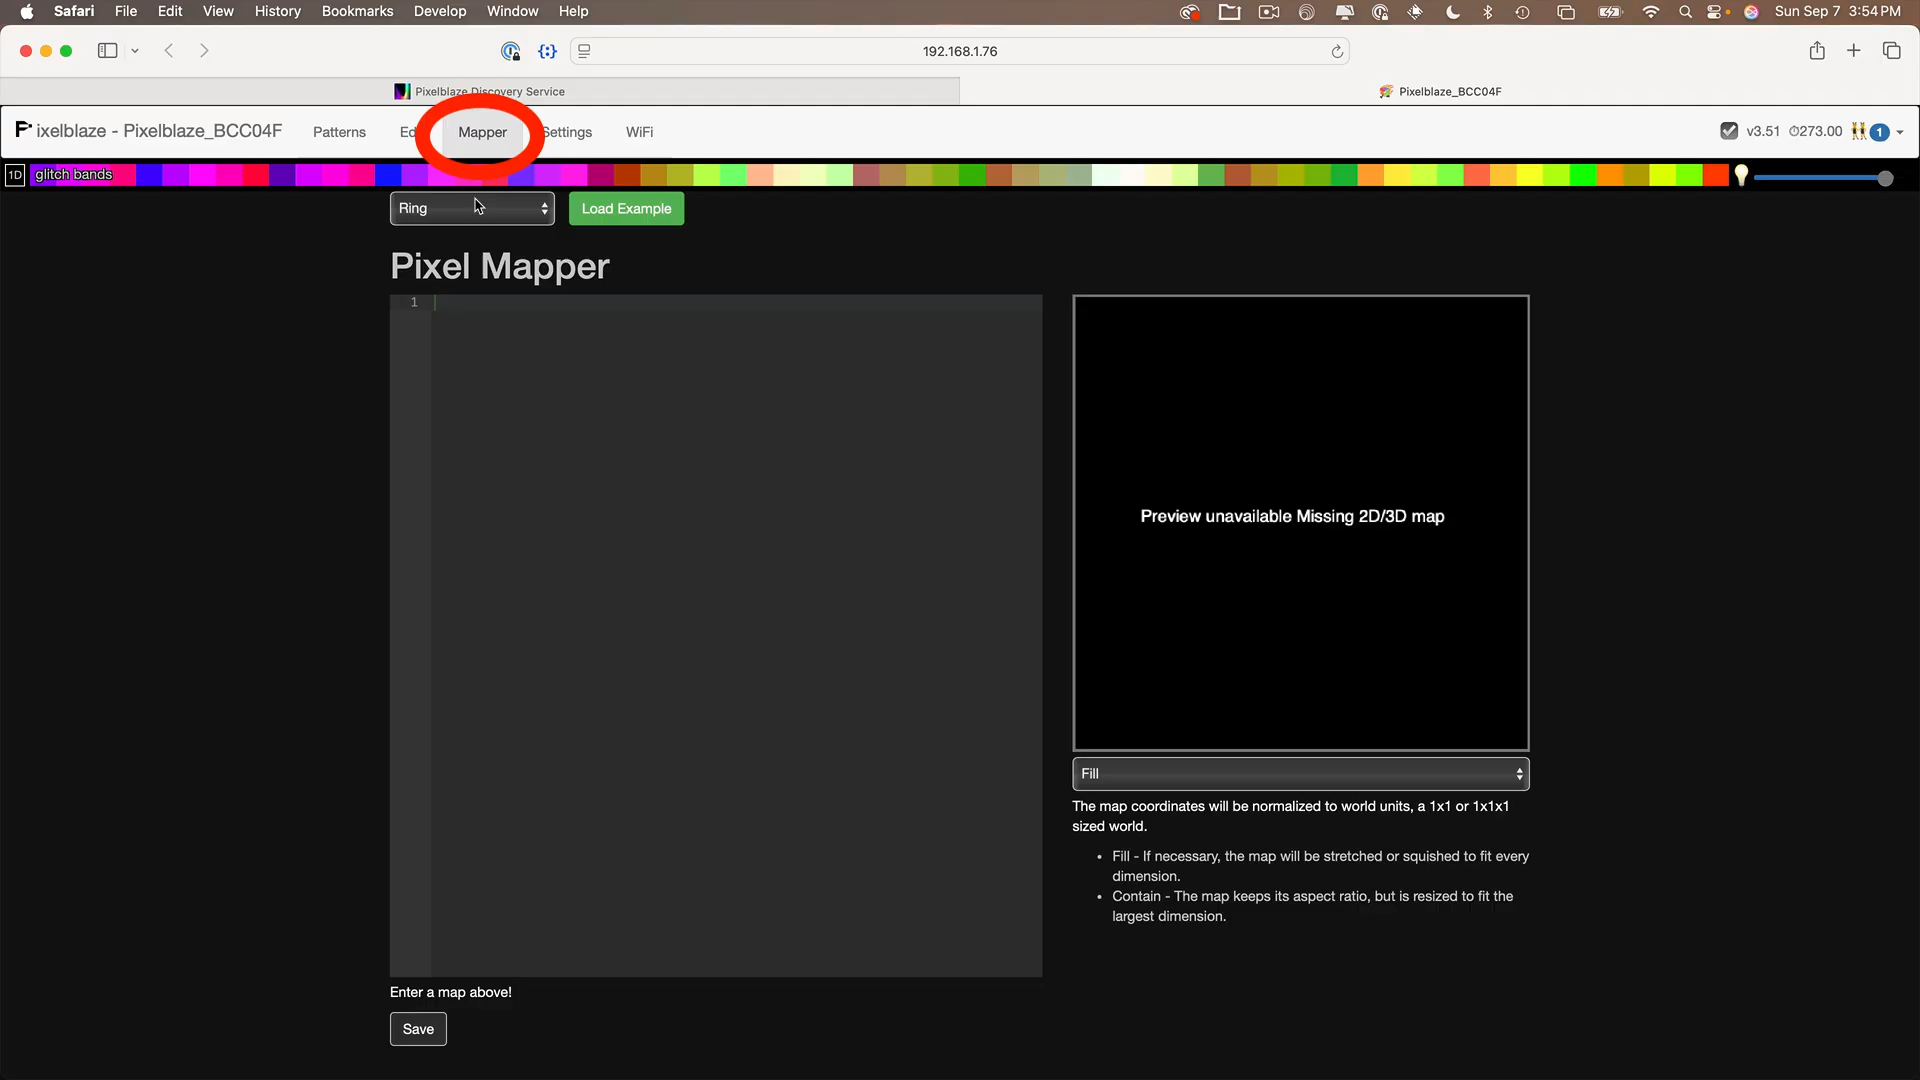 Safari File Edit View History Bookmarks Develop Window Help Sun Sep 7 3:54 PM
192.168.1.76
Pixelblaze Discovery Service Pixelblaze_BCC04F
ixelblaze - Pixelblaze_BCC04F Patterns Ed Mapper Settings WiFi v3.51 273.00 1
1D glitch bands
Ring Load Example
Pixel Mapper
1
Preview unavailable Missing 2D/3D map
Fill
The map coordinates will be normalized to world units, a 1x1 or 1x1x1
sized world.
• Fill - If necessary, the map will be stretched or squished to fit every
dimension.
• Contain - The map keeps its aspect ratio, but is resized to fit the
largest dimension.
Enter a map above!
Save